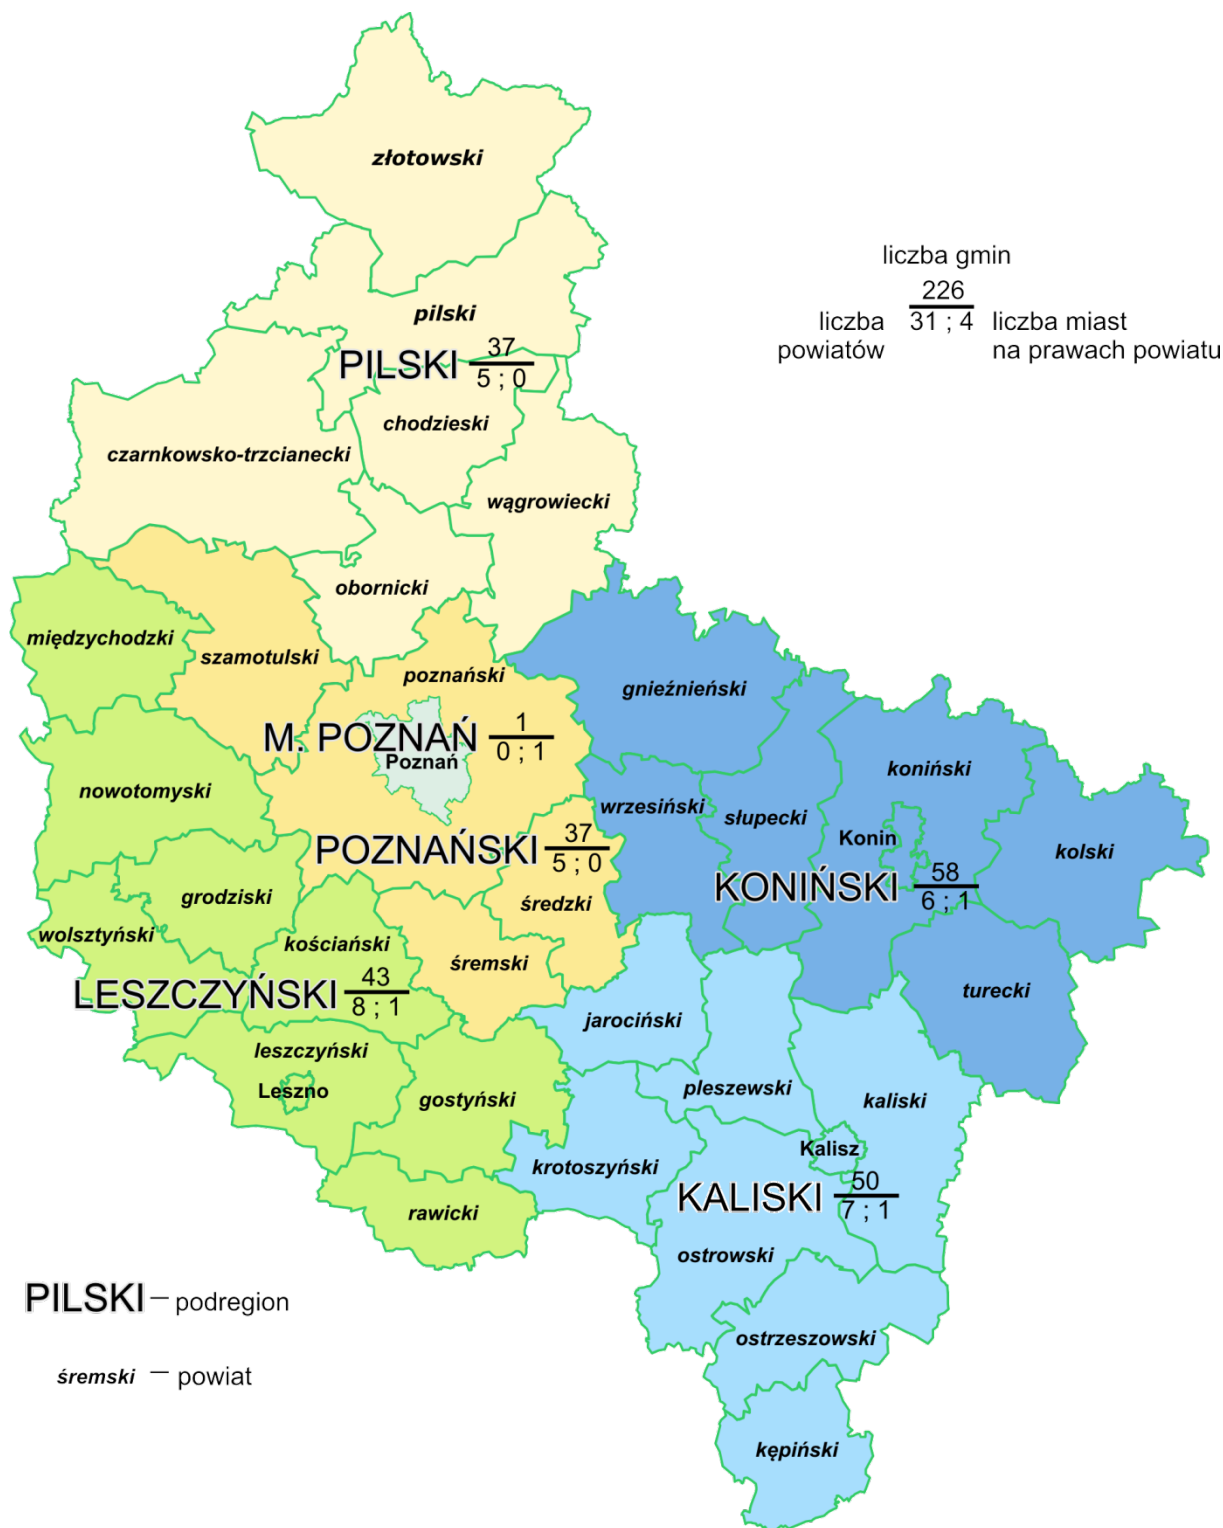 złotowski
liczba gmin
226
liczba
31 ; 4
liczba miast
powiatów
na prawach powiatu
pilski
PILSKI
37
5 ; 0
chodzieski
czarnkowsko-trzcianecki
wągrowiecki
obornicki
międzychodzki
szamotulski
poznański
gnieźnieński
M. POZNAŃ
1
0 ; 1
Poznań
koniński
nowotomyski
wrzesiński
słupecki
Konin
kolski
POZNAŃSKI
37
5 ; 0
KONIŃSKI
58
6 ; 1
grodziski
średzki
wolsztyński
kościański
śremski
LESZCZYŃSKI
43
8 ; 1
turecki
jarociński
leszczyński
Leszno
gostyński
pleszewski
kaliski
Kalisz
krotoszyński
KALISKI
50
7 ; 1
rawicki
ostrowski
PILSKI – podregion
ostrzeszowski
śremski – powiat
kępiński